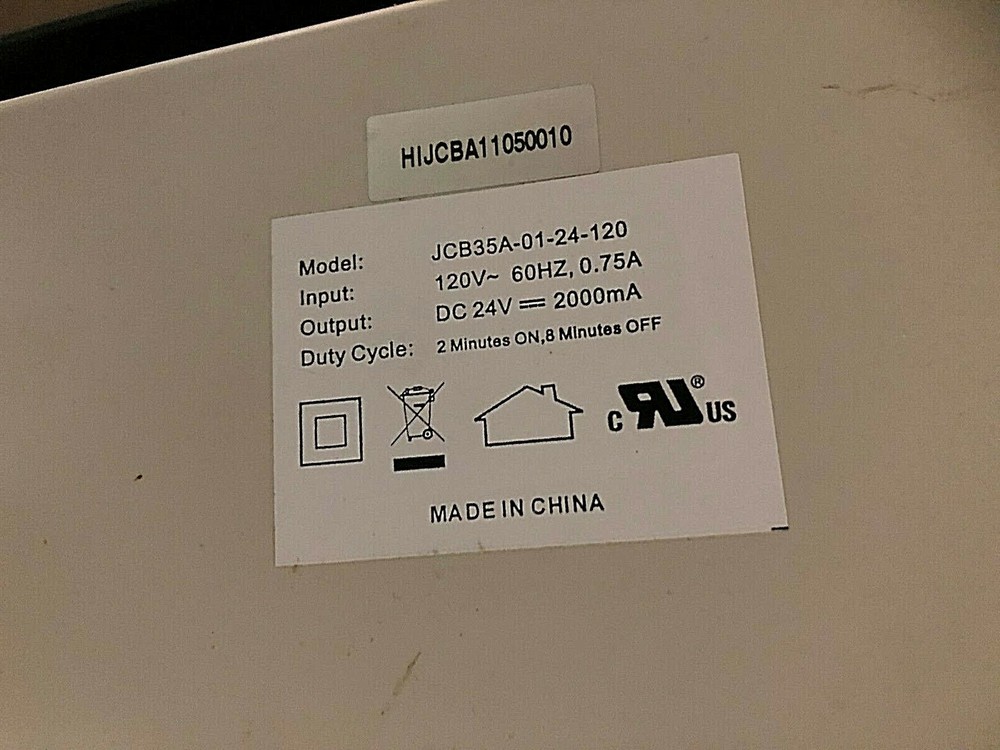 HIJCBA11050010
Model: JCB35A-01-24-120
Input: 120V~ 60HZ, 0.75A
Output: DC 24V ⎓ 2000mA
Duty Cycle: 2 Minutes ON,8 Minutes OFF
c RU ® US
MADE IN CHINA